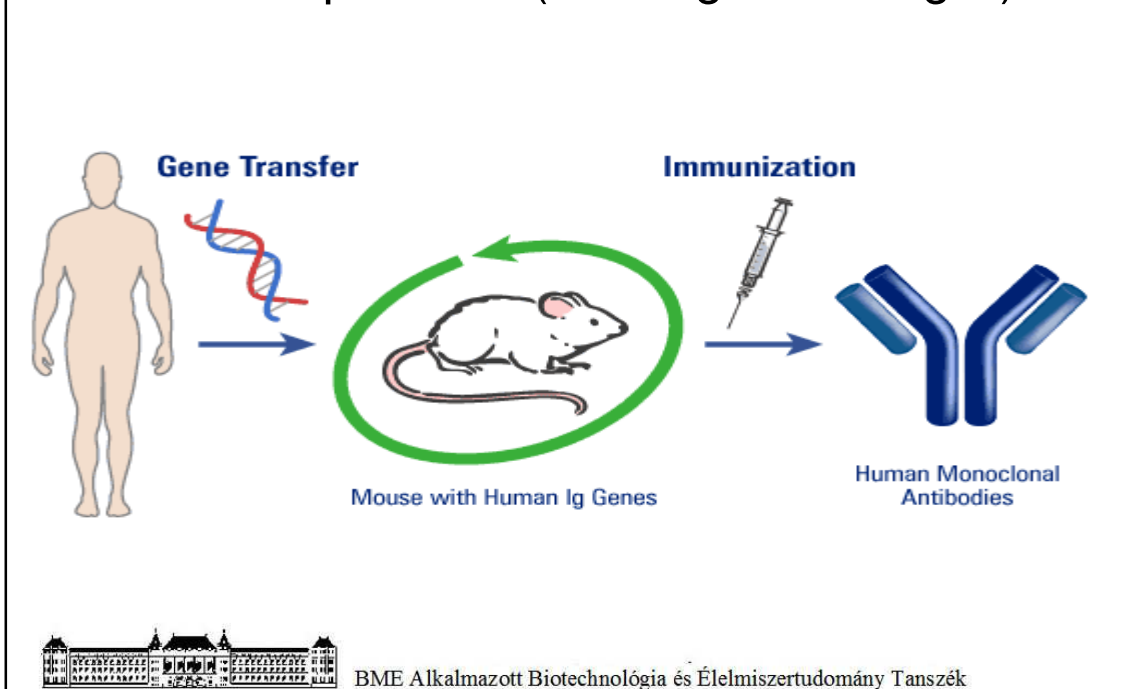 Gene Transfer
Immunization
Mouse with Human Ig Genes
Human Monoclonal
Antibodies
BME Alkalmazott Biotechnológia és Élelmiszertudomány Tanszék